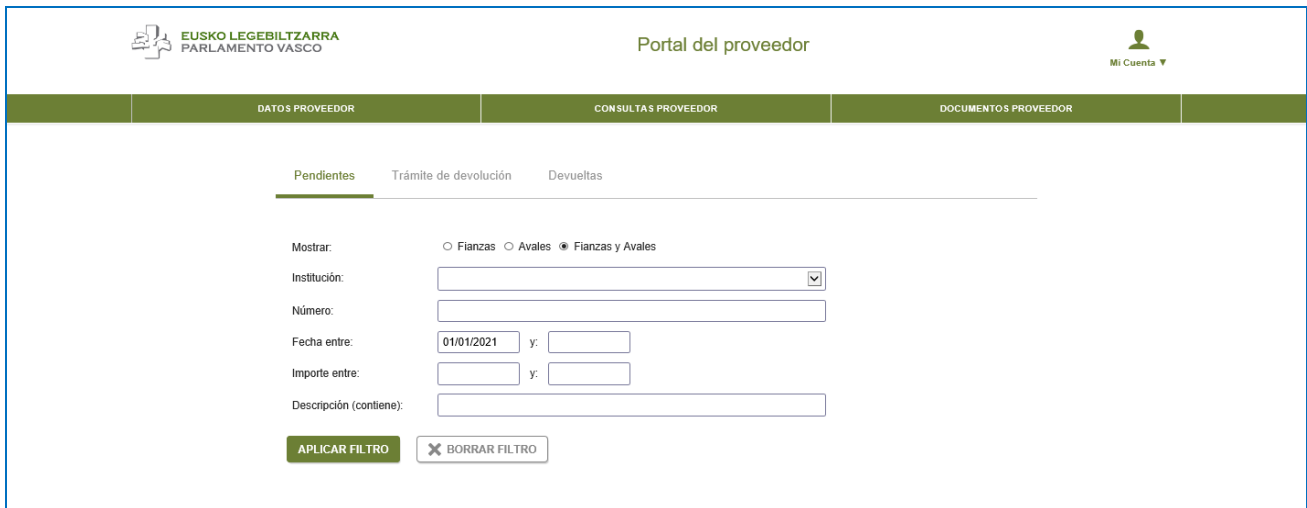 EUSKO LEGEBILTZARRA
PARLAMENTO VASCO
Portal del proveedor
Mi Cuenta ▼
DATOS PROVEEDOR CONSULTAS PROVEEDOR DOCUMENTOS PROVEEDOR
Pendientes Trámite de devolución Devueltas
Mostrar: Fianzas Avales Fianzas y Avales
Institución:
Número:
Fecha entre: 01/01/2021 y:
Importe entre: y:
Descripción (contiene):
APLICAR FILTRO BORRAR FILTRO